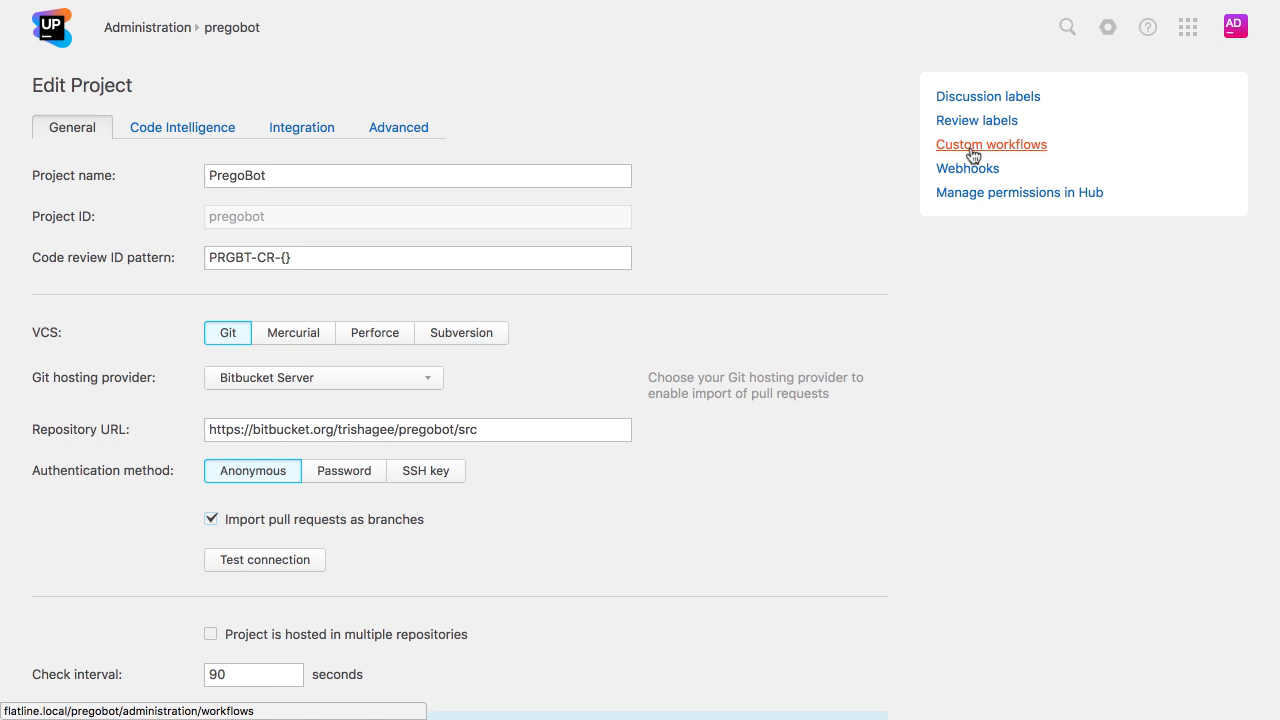 UP
Administration › pregobot
AD
Edit Project
General
Code Intelligence
Integration
Advanced
Project name:
PregoBot
Project ID:
pregobot
Code review ID pattern:
PRGBT-CR-{}
VCS:
Git
Mercurial
Perforce
Subversion
Git hosting provider:
Bitbucket Server
Choose your Git hosting provider to
enable import of pull requests
Repository URL:
https://bitbucket.org/trishagee/pregobot/src
Authentication method:
Anonymous
Password
SSH key
Import pull requests as branches
Test connection
Project is hosted in multiple repositories
Check interval:
90
seconds
Discussion labels
Review labels
Custom workflows
Webhooks
Manage permissions in Hub
flatline.local/pregobot/administration/workflows